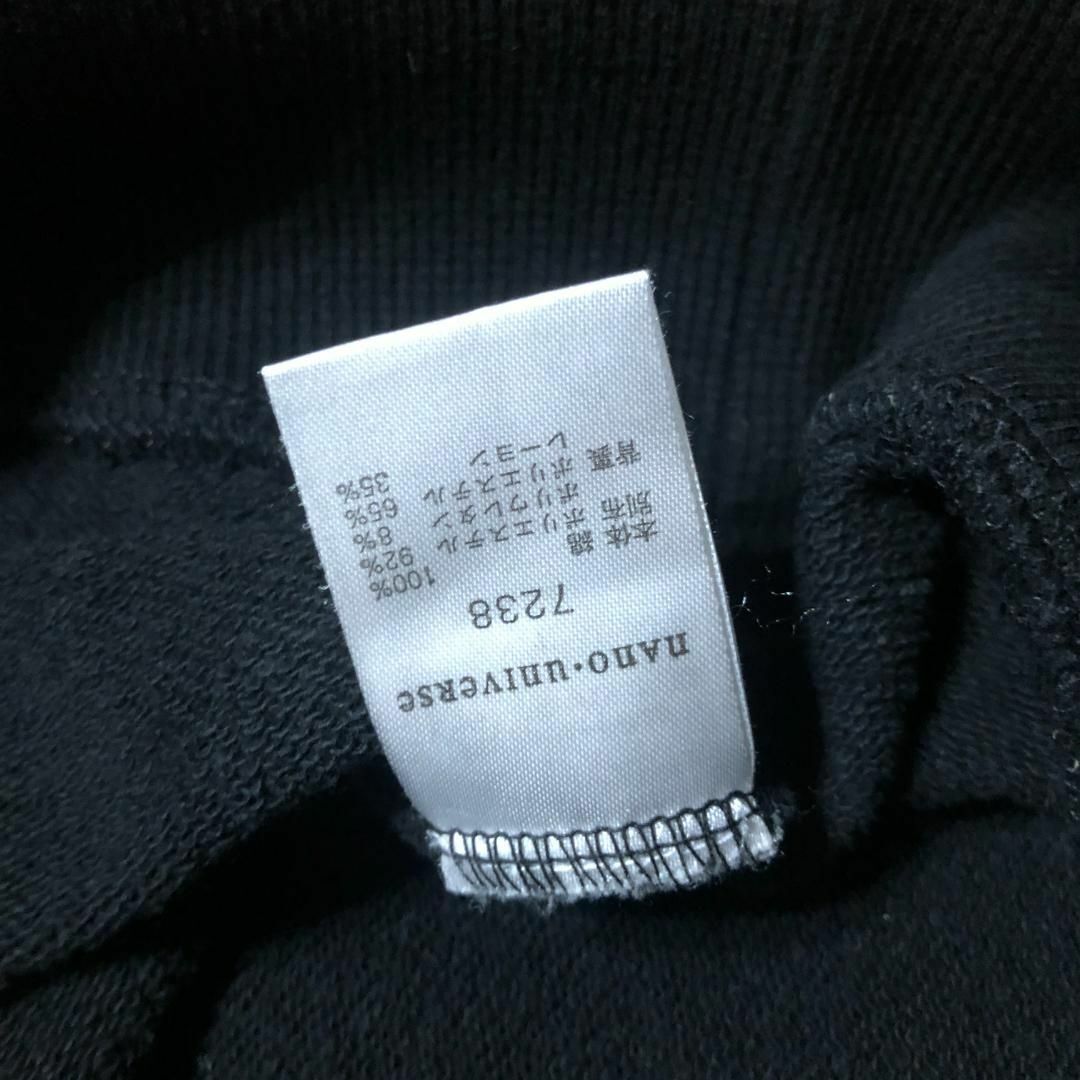 nano・universe
7238
本体 綿 100%
別布 ポリエステル 92%
ポリウレタン 8%
背裏 ポリエステル 65%
レーヨン 35%